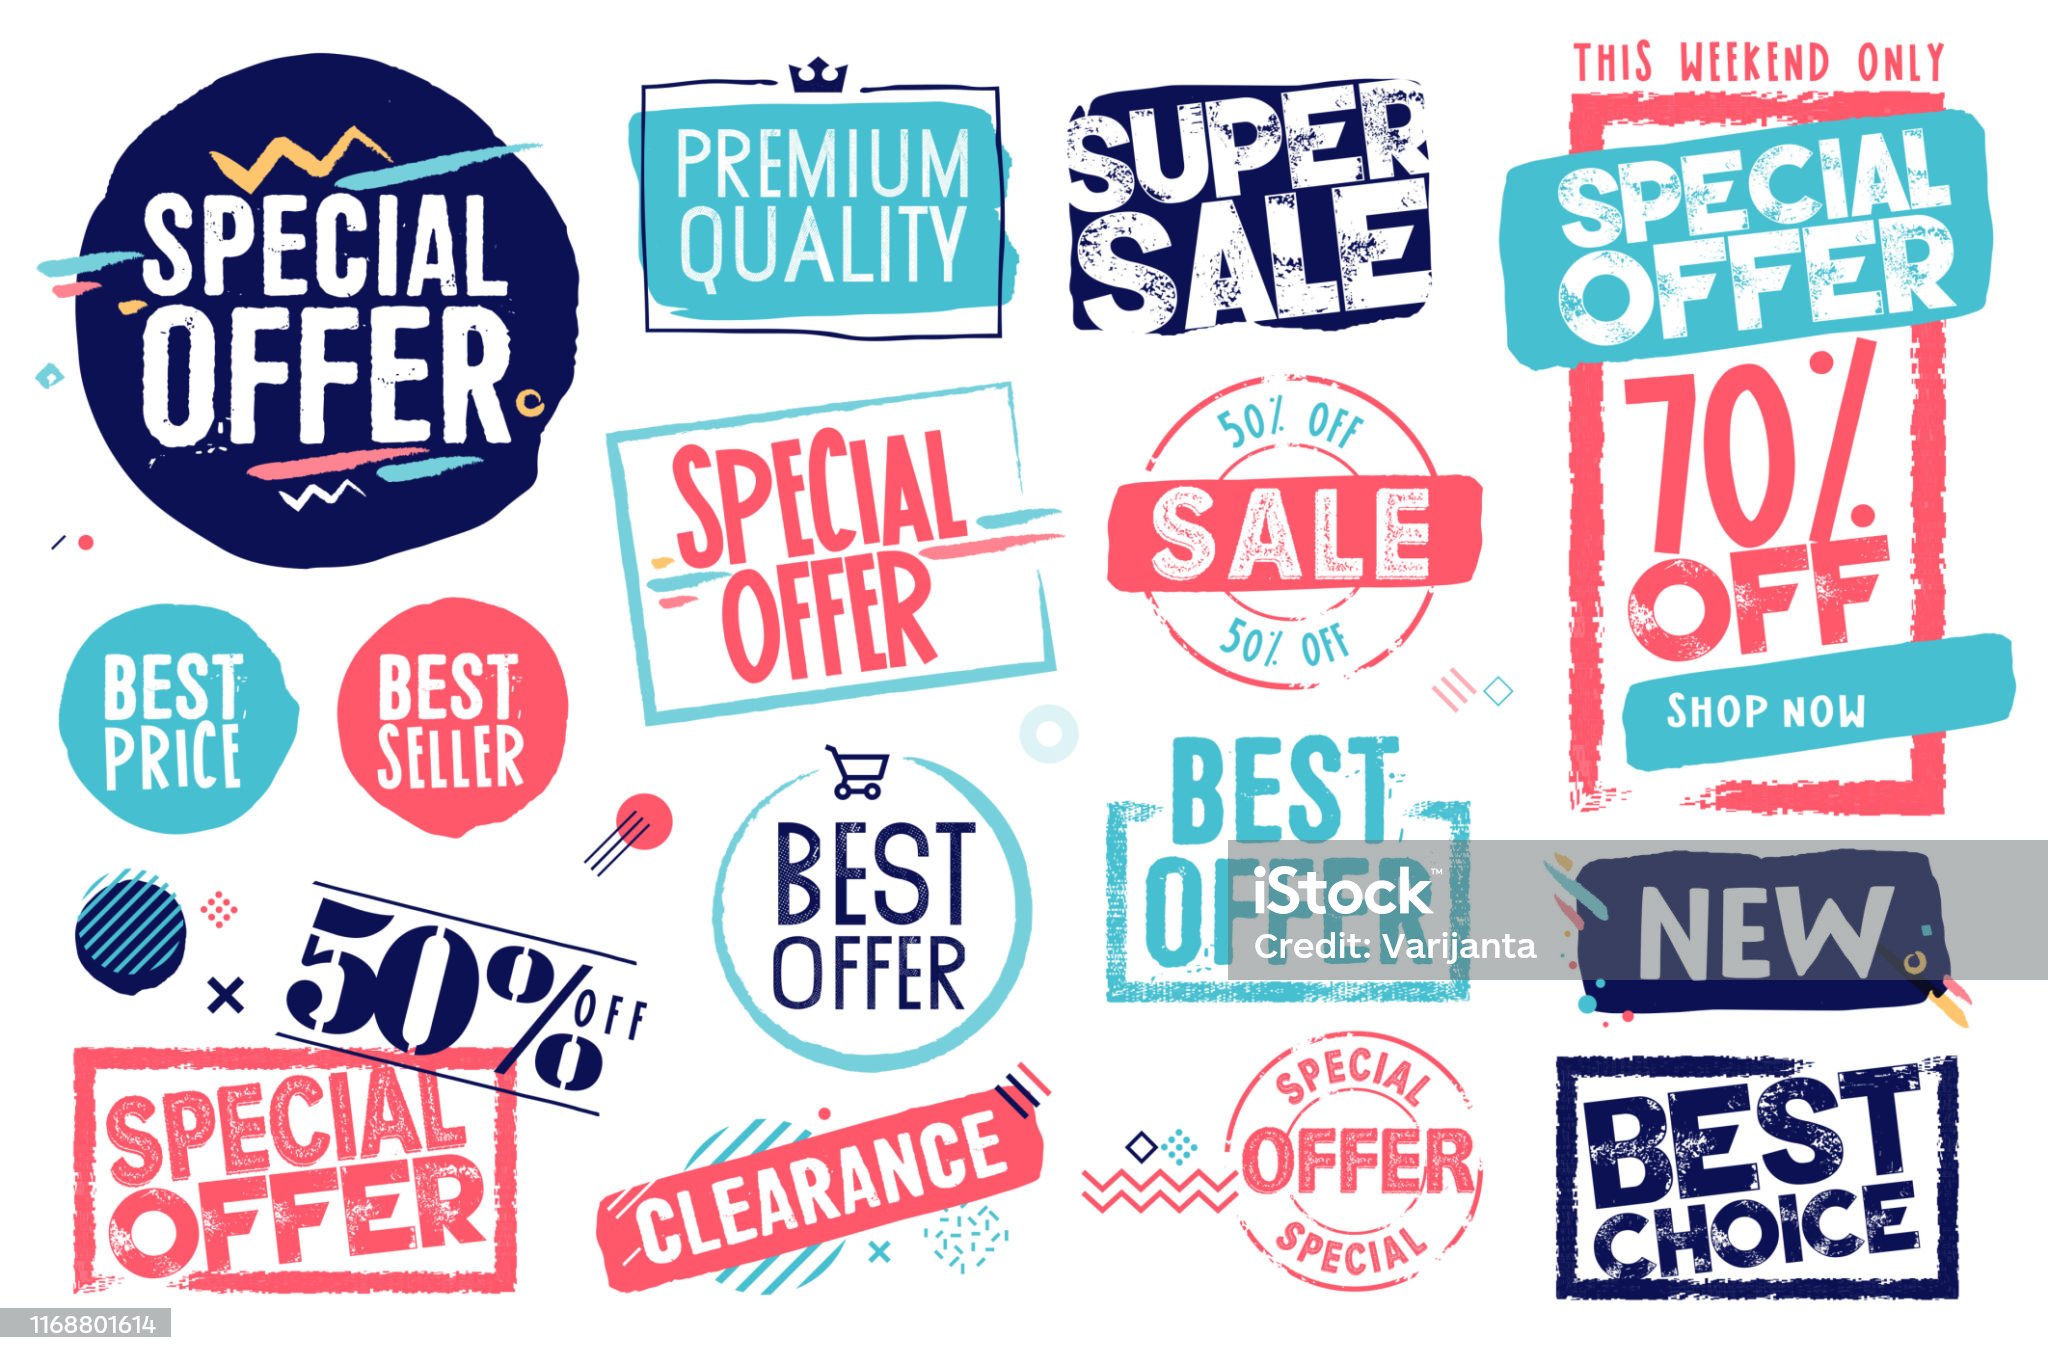 SPECIAL
OFFER
PREMIUM
QUALITY
SUPER
SALE
THIS WEEKEND ONLY
SPECIAL
OFFER
70%
OFF
SHOP NOW
SPECIAL
OFFER
50% OFF
SALE
50% OFF
BEST
PRICE
BEST
SELLER
BEST
OFFER
BEST
OFFER
iStock™
Credit: Varijanta
NEW
50% OFF
SPECIAL
OFFER
CLEARANCE
SPECIAL
OFFER
SPECIAL
BEST
CHOICE
1168801614